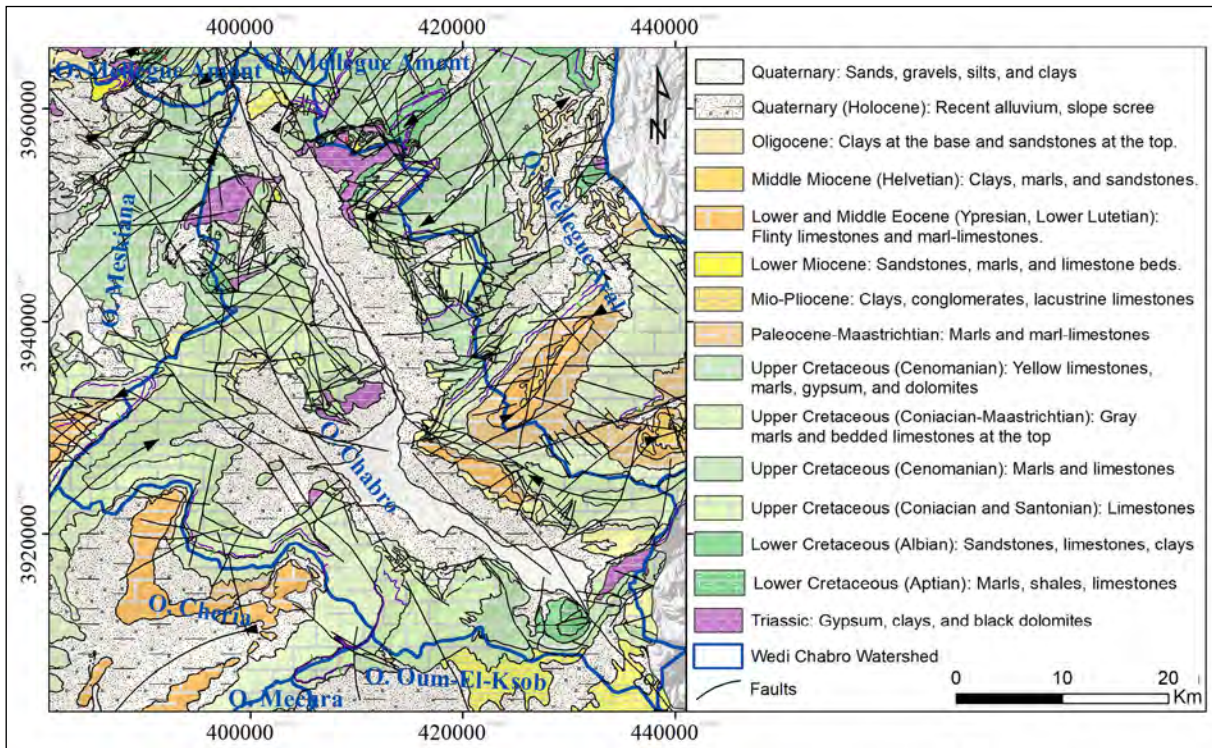 400000 420000 440000
O. Mellegue Amont
O. Mellegue Amont
3960000
O. Mellegue Aval
O. Meskiana
3940000
O. Chabro
3920000
O. Cheria
O. Oum-El-Ksob
O. Mechra
400000 420000 440000
N
Quaternary: Sands, gravels, silts, and clays
Quaternary (Holocene): Recent alluvium, slope scree
Oligocene: Clays at the base and sandstones at the top.
Middle Miocene (Helvetian): Clays, marls, and sandstones.
Lower and Middle Eocene (Ypresian, Lower Lutetian):
Flinty limestones and marl-limestones.
Lower Miocene: Sandstones, marls, and limestone beds.
Mio-Pliocene: Clays, conglomerates, lacustrine limestones
Paleocene-Maastrichtian: Marls and marl-limestones
Upper Cretaceous (Cenomanian): Yellow limestones,
marls, gypsum, and dolomites
Upper Cretaceous (Coniacian-Maastrichtian): Gray
marls and bedded limestones at the top
Upper Cretaceous (Cenomanian): Marls and limestones
Upper Cretaceous (Coniacian and Santonian): Limestones
Lower Cretaceous (Albian): Sandstones, limestones, clays
Lower Cretaceous (Aptian): Marls, shales, limestones
Triassic: Gypsum, clays, and black dolomites
Wedi Chabro Watershed
Faults
0 10 20
Km